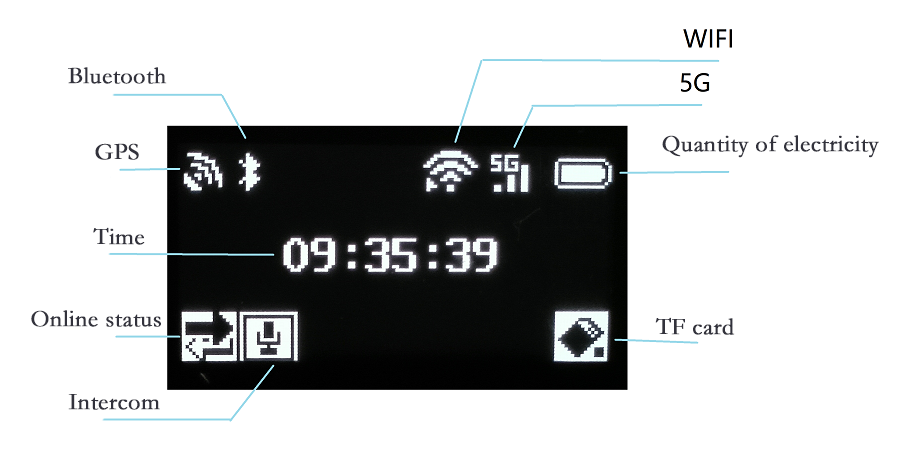 WIFI
Bluetooth
5G
GPS
Quantity of electricity
5G
Time
09:35:39
Online status
TF card
Intercom